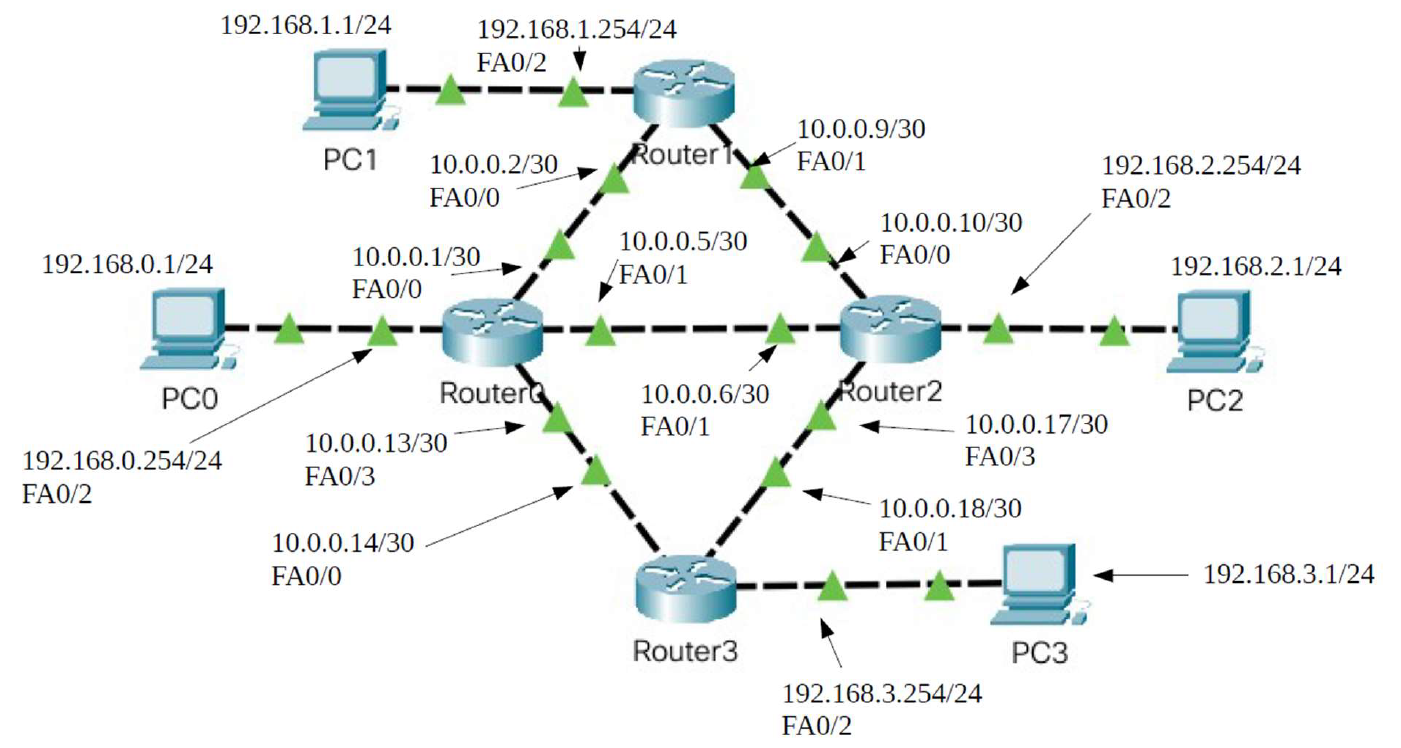 192.168.1.1/24
192.168.1.254/24
FA0/2
PC1
Router1
10.0.0.2/30
FA0/0
10.0.0.9/30
FA0/1
192.168.2.254/24
FA0/2
10.0.0.1/30
FA0/0
10.0.0.5/30
FA0/1
10.0.0.10/30
FA0/0
192.168.0.1/24
192.168.2.1/24
PC0
Router0
10.0.0.6/30
FA0/1
Router2
PC2
192.168.0.254/24
FA0/2
10.0.0.13/30
FA0/3
10.0.0.17/30
FA0/3
10.0.0.14/30
FA0/0
10.0.0.18/30
FA0/1
192.168.3.1/24
Router3
PC3
192.168.3.254/24
FA0/2